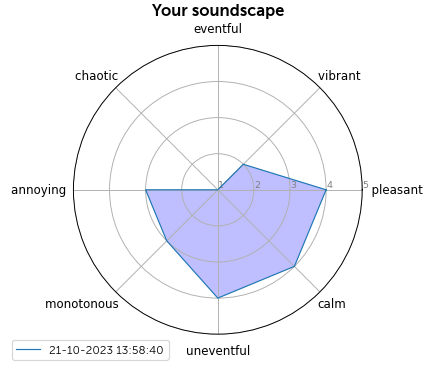 Your soundscape
eventful
chaotic
vibrant
annoying
1
2
3
4
5
pleasant
monotonous
calm
uneventful
21-10-2023 13:58:40